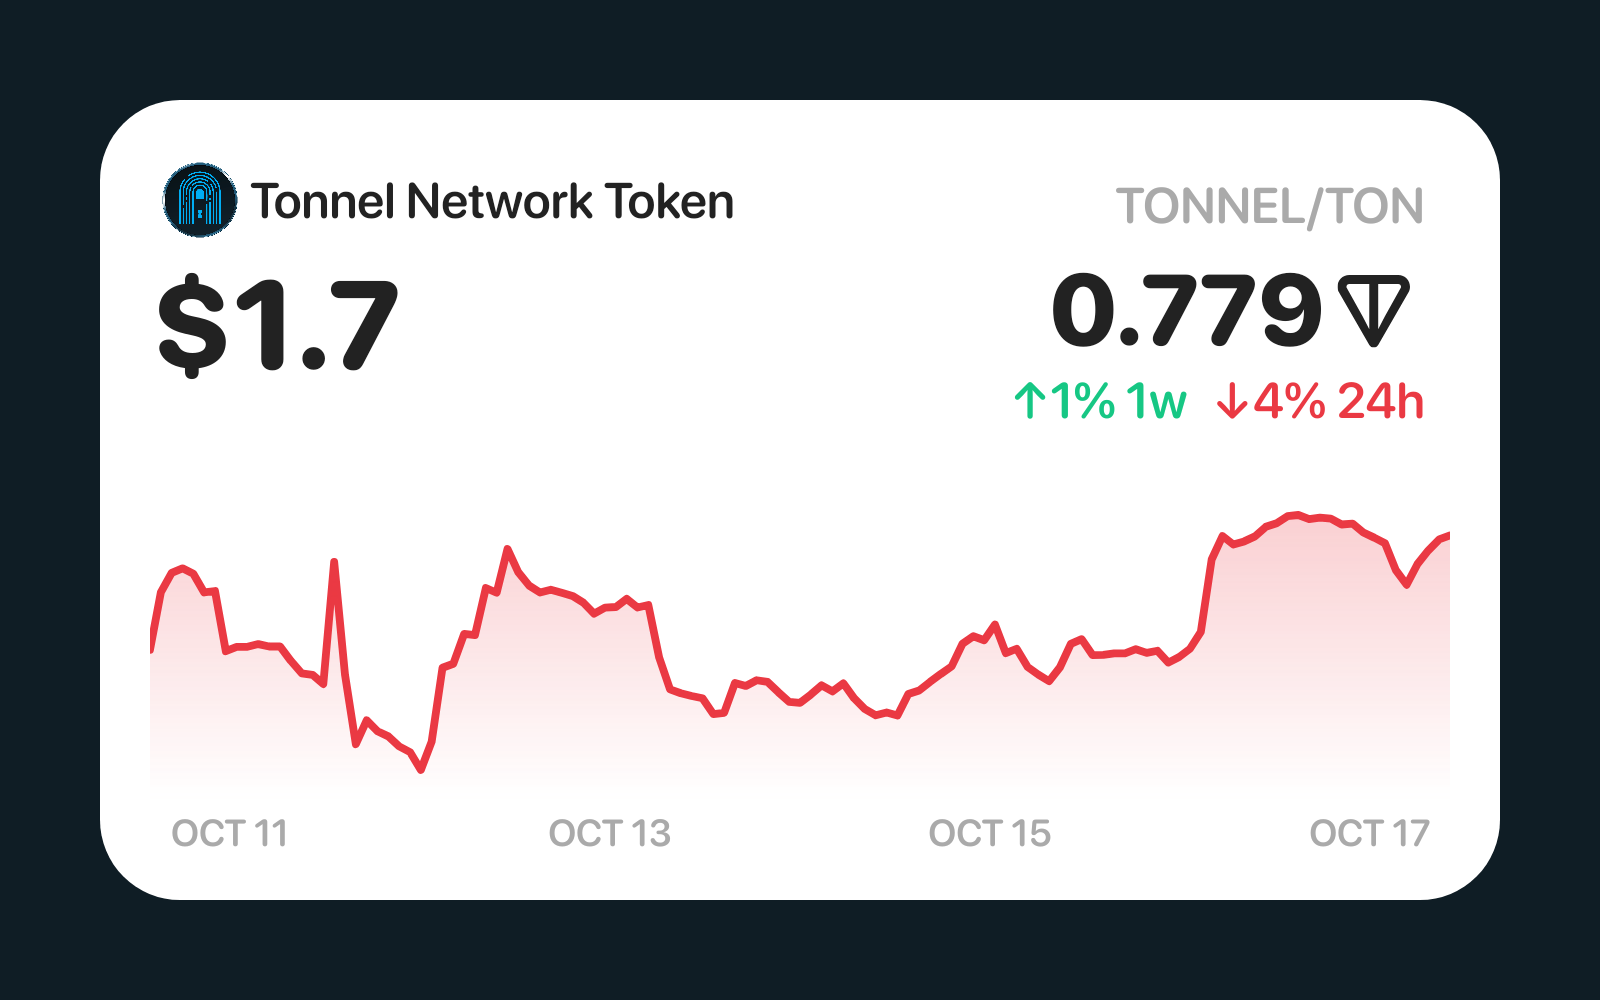 Tonnel Network Token
TONNEL/TON
$1.7
0.779
↑1% 1w ↓4% 24h
OCT 11
OCT 13
OCT 15
OCT 17